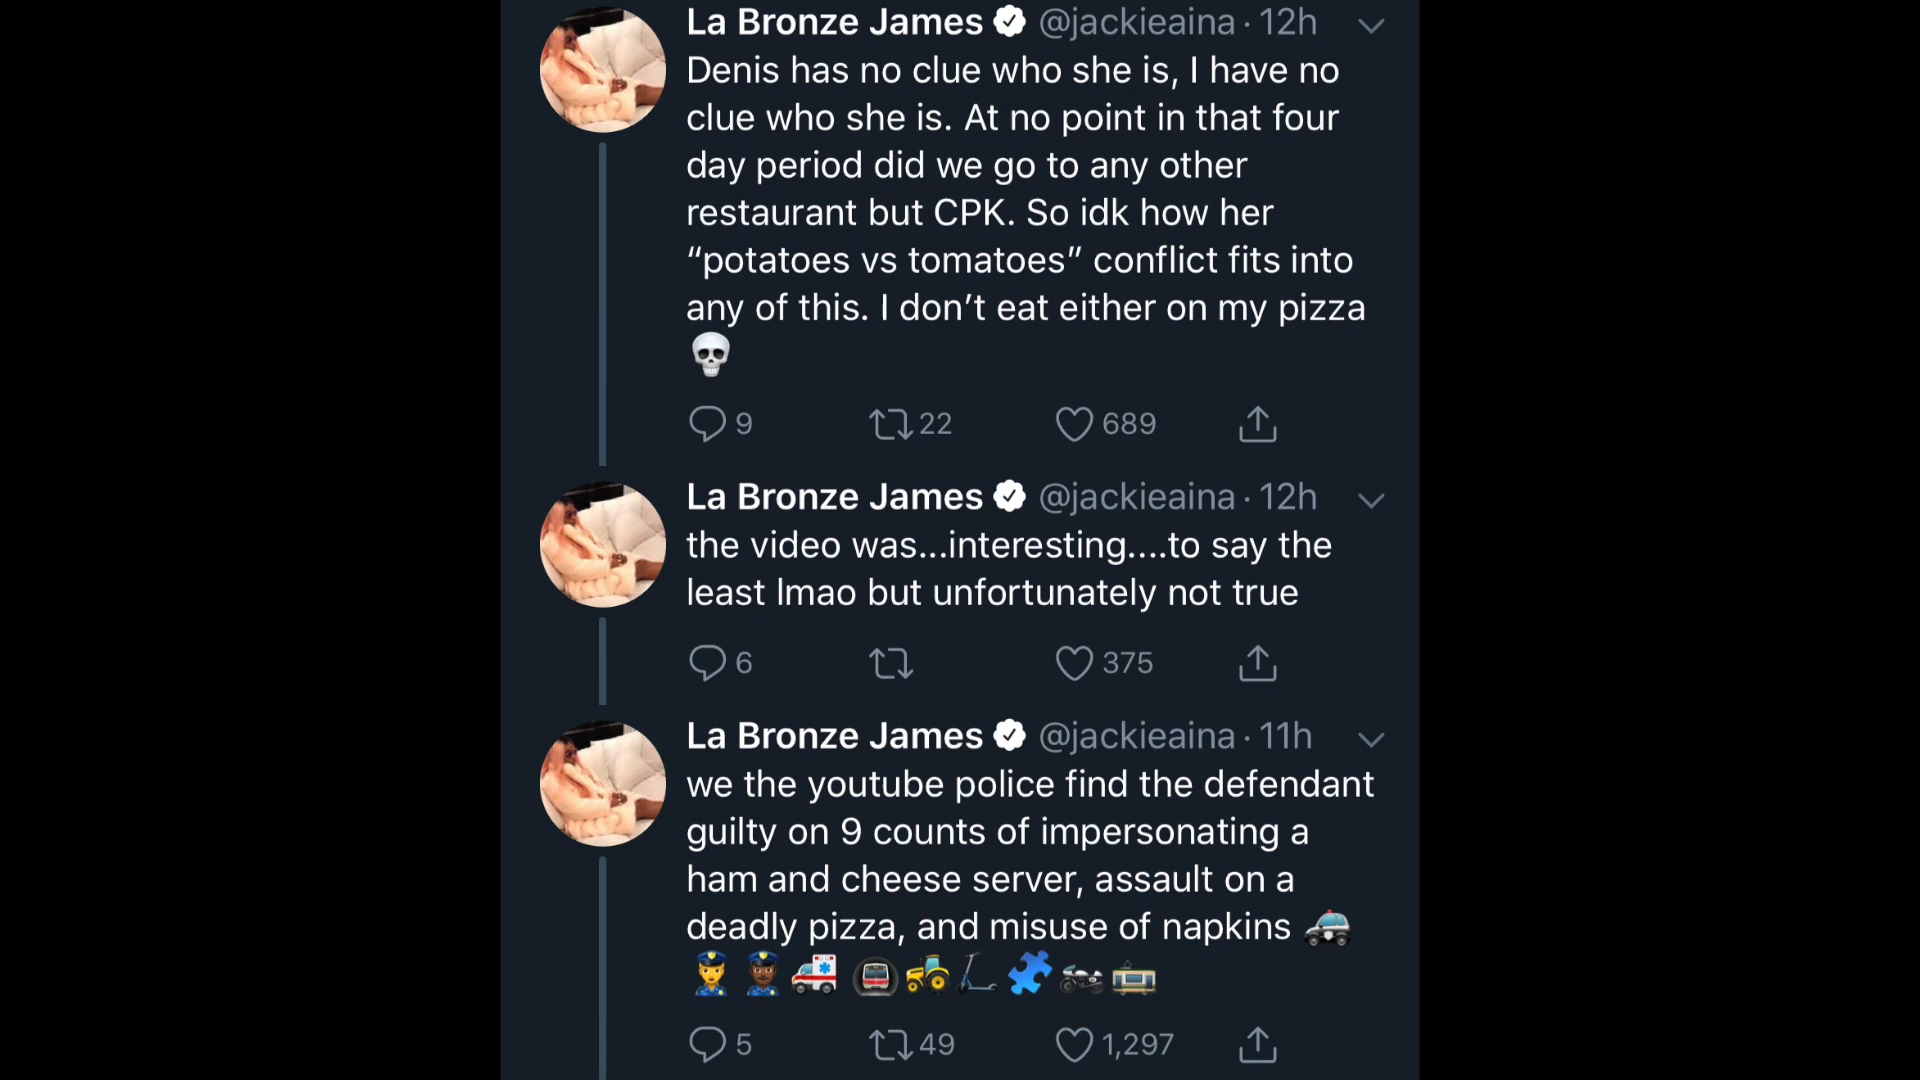 La Bronze James @jackieaina · 12h
Denis has no clue who she is, I have no
clue who she is. At no point in that four
day period did we go to any other
restaurant but CPK. So idk how her
“potatoes vs tomatoes” conflict fits into
any of this. I don’t eat either on my pizza
💀
9 22 689
La Bronze James @jackieaina · 12h
the video was...interesting....to say the
least lmao but unfortunately not true
6 375
La Bronze James @jackieaina · 11h
we the youtube police find the defendant
guilty on 9 counts of impersonating a
ham and cheese server, assault on a
deadly pizza, and misuse of napkins 🚔
👮👮🏿‍♂️🚑🚇🚜🛴🧩🏍🚋
5 49 1,297